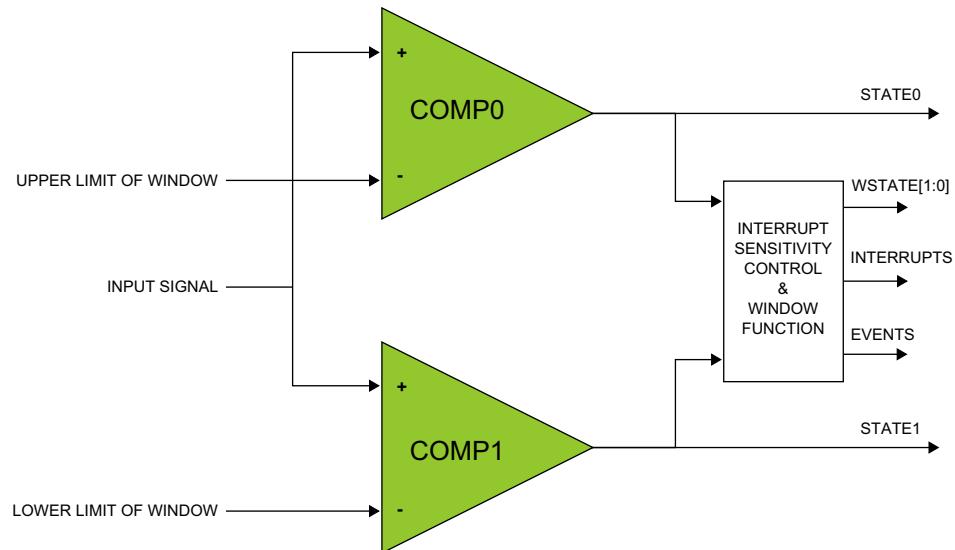 +
COMP0
-
STATE0
UPPER LIMIT OF WINDOW
WSTATE[1:0]
INTERRUPT
SENSITIVITY
CONTROL
&
WINDOW
FUNCTION
INTERRUPTS
INPUT SIGNAL
EVENTS
+
COMP1
-
STATE1
LOWER LIMIT OF WINDOW